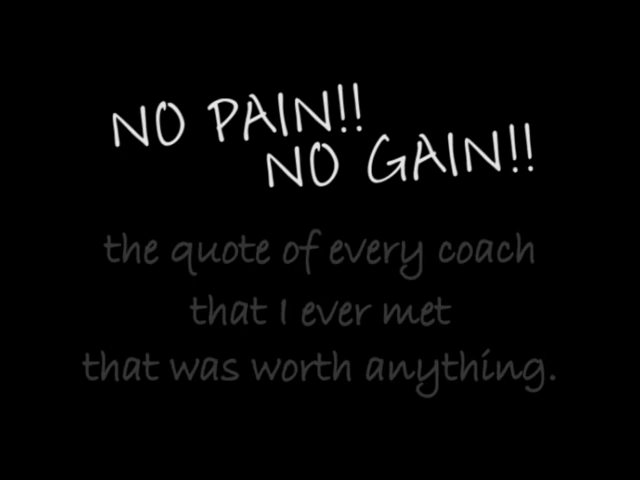 NO PAIN!!
NO GAIN!!
the quote of every coach
that I ever met
that was worth anything.